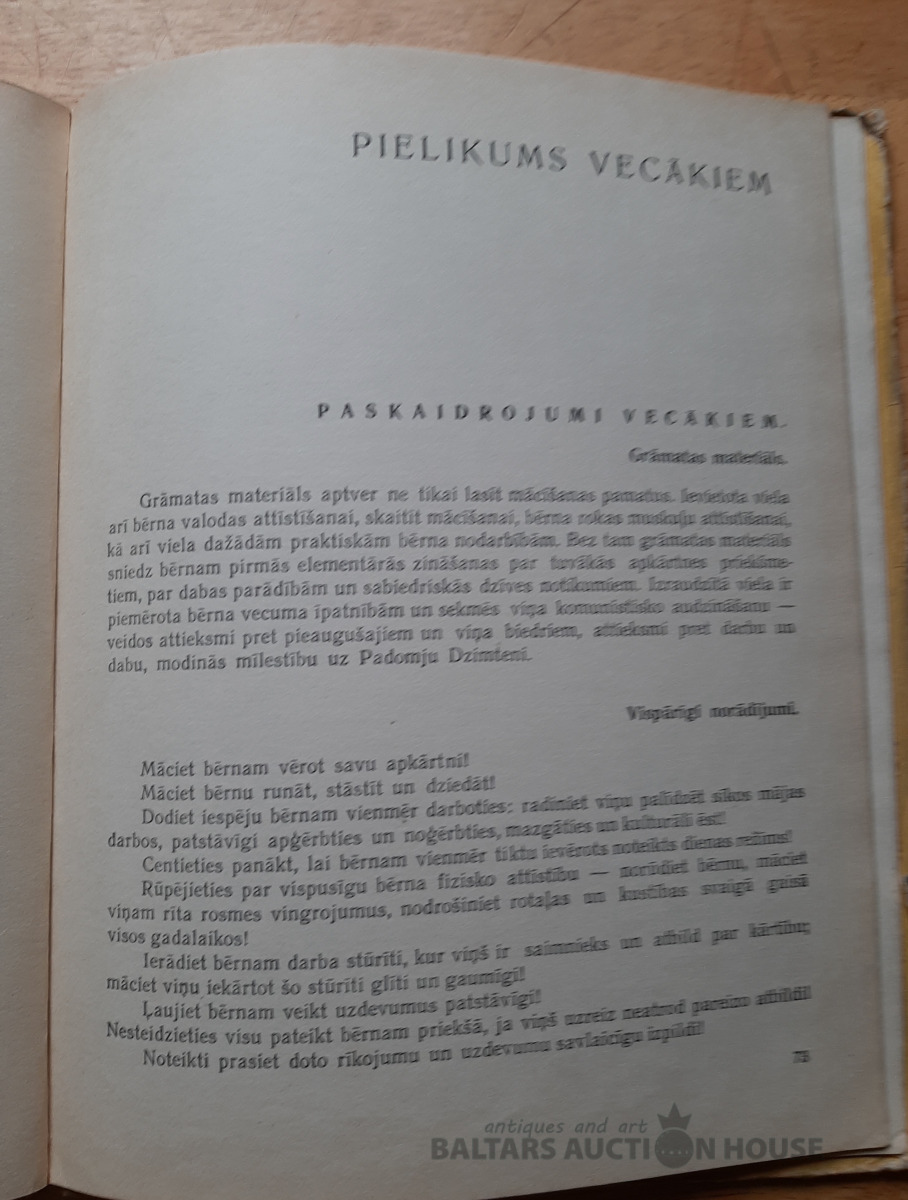 PIELIKUMS VECĀKIEM
PASKAIDROJUMI VECĀKIEM.
Grāmatas materiāls.
Grāmatas materiāls aptver ne tikai lasīt mācīšanas pamatus. Ievietota viela
arī bērna valodas attīstīšanai, skaitīt mācīšanai, bērna rokas muskuļu attīstīšanai,
kā arī viela dažādām praktiskām bērna nodarbībām. Bez tam grāmatas materiāls
sniedz bērnam pirmās elementārās zināšanas par tuvākās apkārtnes priekšme-
tiem, par dabas parādībām un sabiedriskās dzīves notikumiem. Izraudzītā viela ir
piemērota bērna vecuma īpatnībām un sekmēs viņa komunistisko audzināšanu —
veidos attieksmi pret pieaugušajiem un viņa biedriem, attieksmi pret darbu un
dabu, modinās mīlestību uz Padomju Dzimteni.
Vispārīgi norādījumi.
Māciet bērnam vērot savu apkārtni!
Māciet bērnu runāt, stāstīt un dziedāt!
Dodiet iespēju bērnam vienmēr darboties: radiniet viņu palīdzēt sīkos mājas
darbos, patstāvīgi apģērbties un noģērbties, mazgāties un kulturāli ēst!
Centieties panākt, lai bērnam vienmēr tiktu ievērots noteikts dienas režīms!
Rūpējieties par vispusīgu bērna fizisko attīstību — norūdiet bērnu, māciet
viņam rīta rosmes vingrojumus, nodrošiniet rotaļas un kustības svaigā gaisā
visos gadalaikos!
Ierādiet bērnam darba stūrīti, kur viņš ir saimnieks un atbild par kārtību;
māciet viņu iekārtot šo stūrīti glīti un gaumīgi!
Ļaujiet bērnam veikt uzdevumus patstāvīgi!
Nesteidzieties visu pateikt bērnam priekšā, ja viņš uzreiz neatrod pareizo atbildi!
Noteikti prasiet doto rīkojumu un uzdevumu savlaicīgu izpildi!
antiques and art
BALTARS AUCTION HOUSE